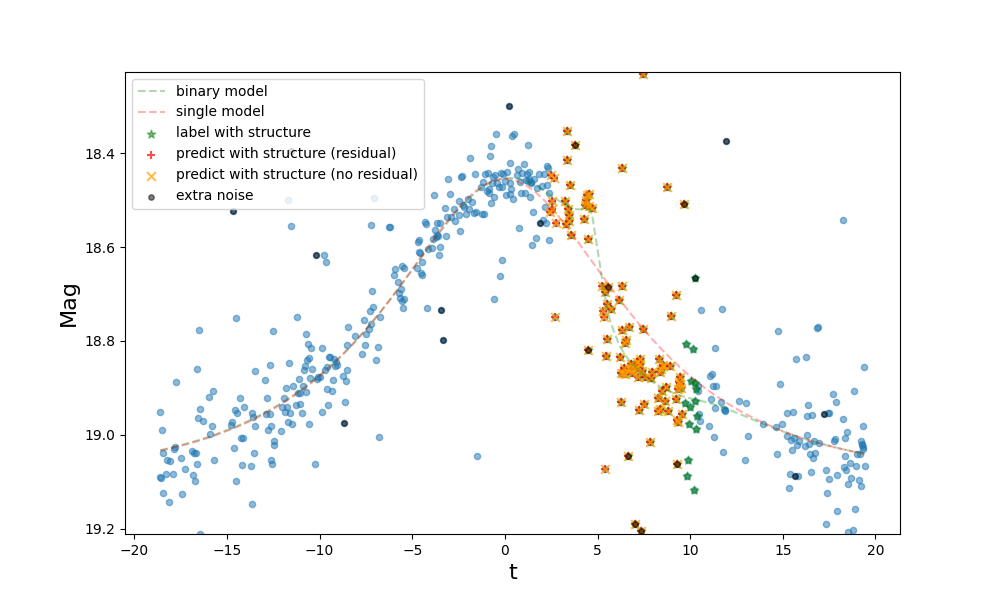 binary model
single model
label with structure
predict with structure (residual)
predict with structure (no residual)
extra noise
18.4
18.6
18.8
19.0
19.2
Mag
−20 −15 −10 −5 0 5 10 15 20
t